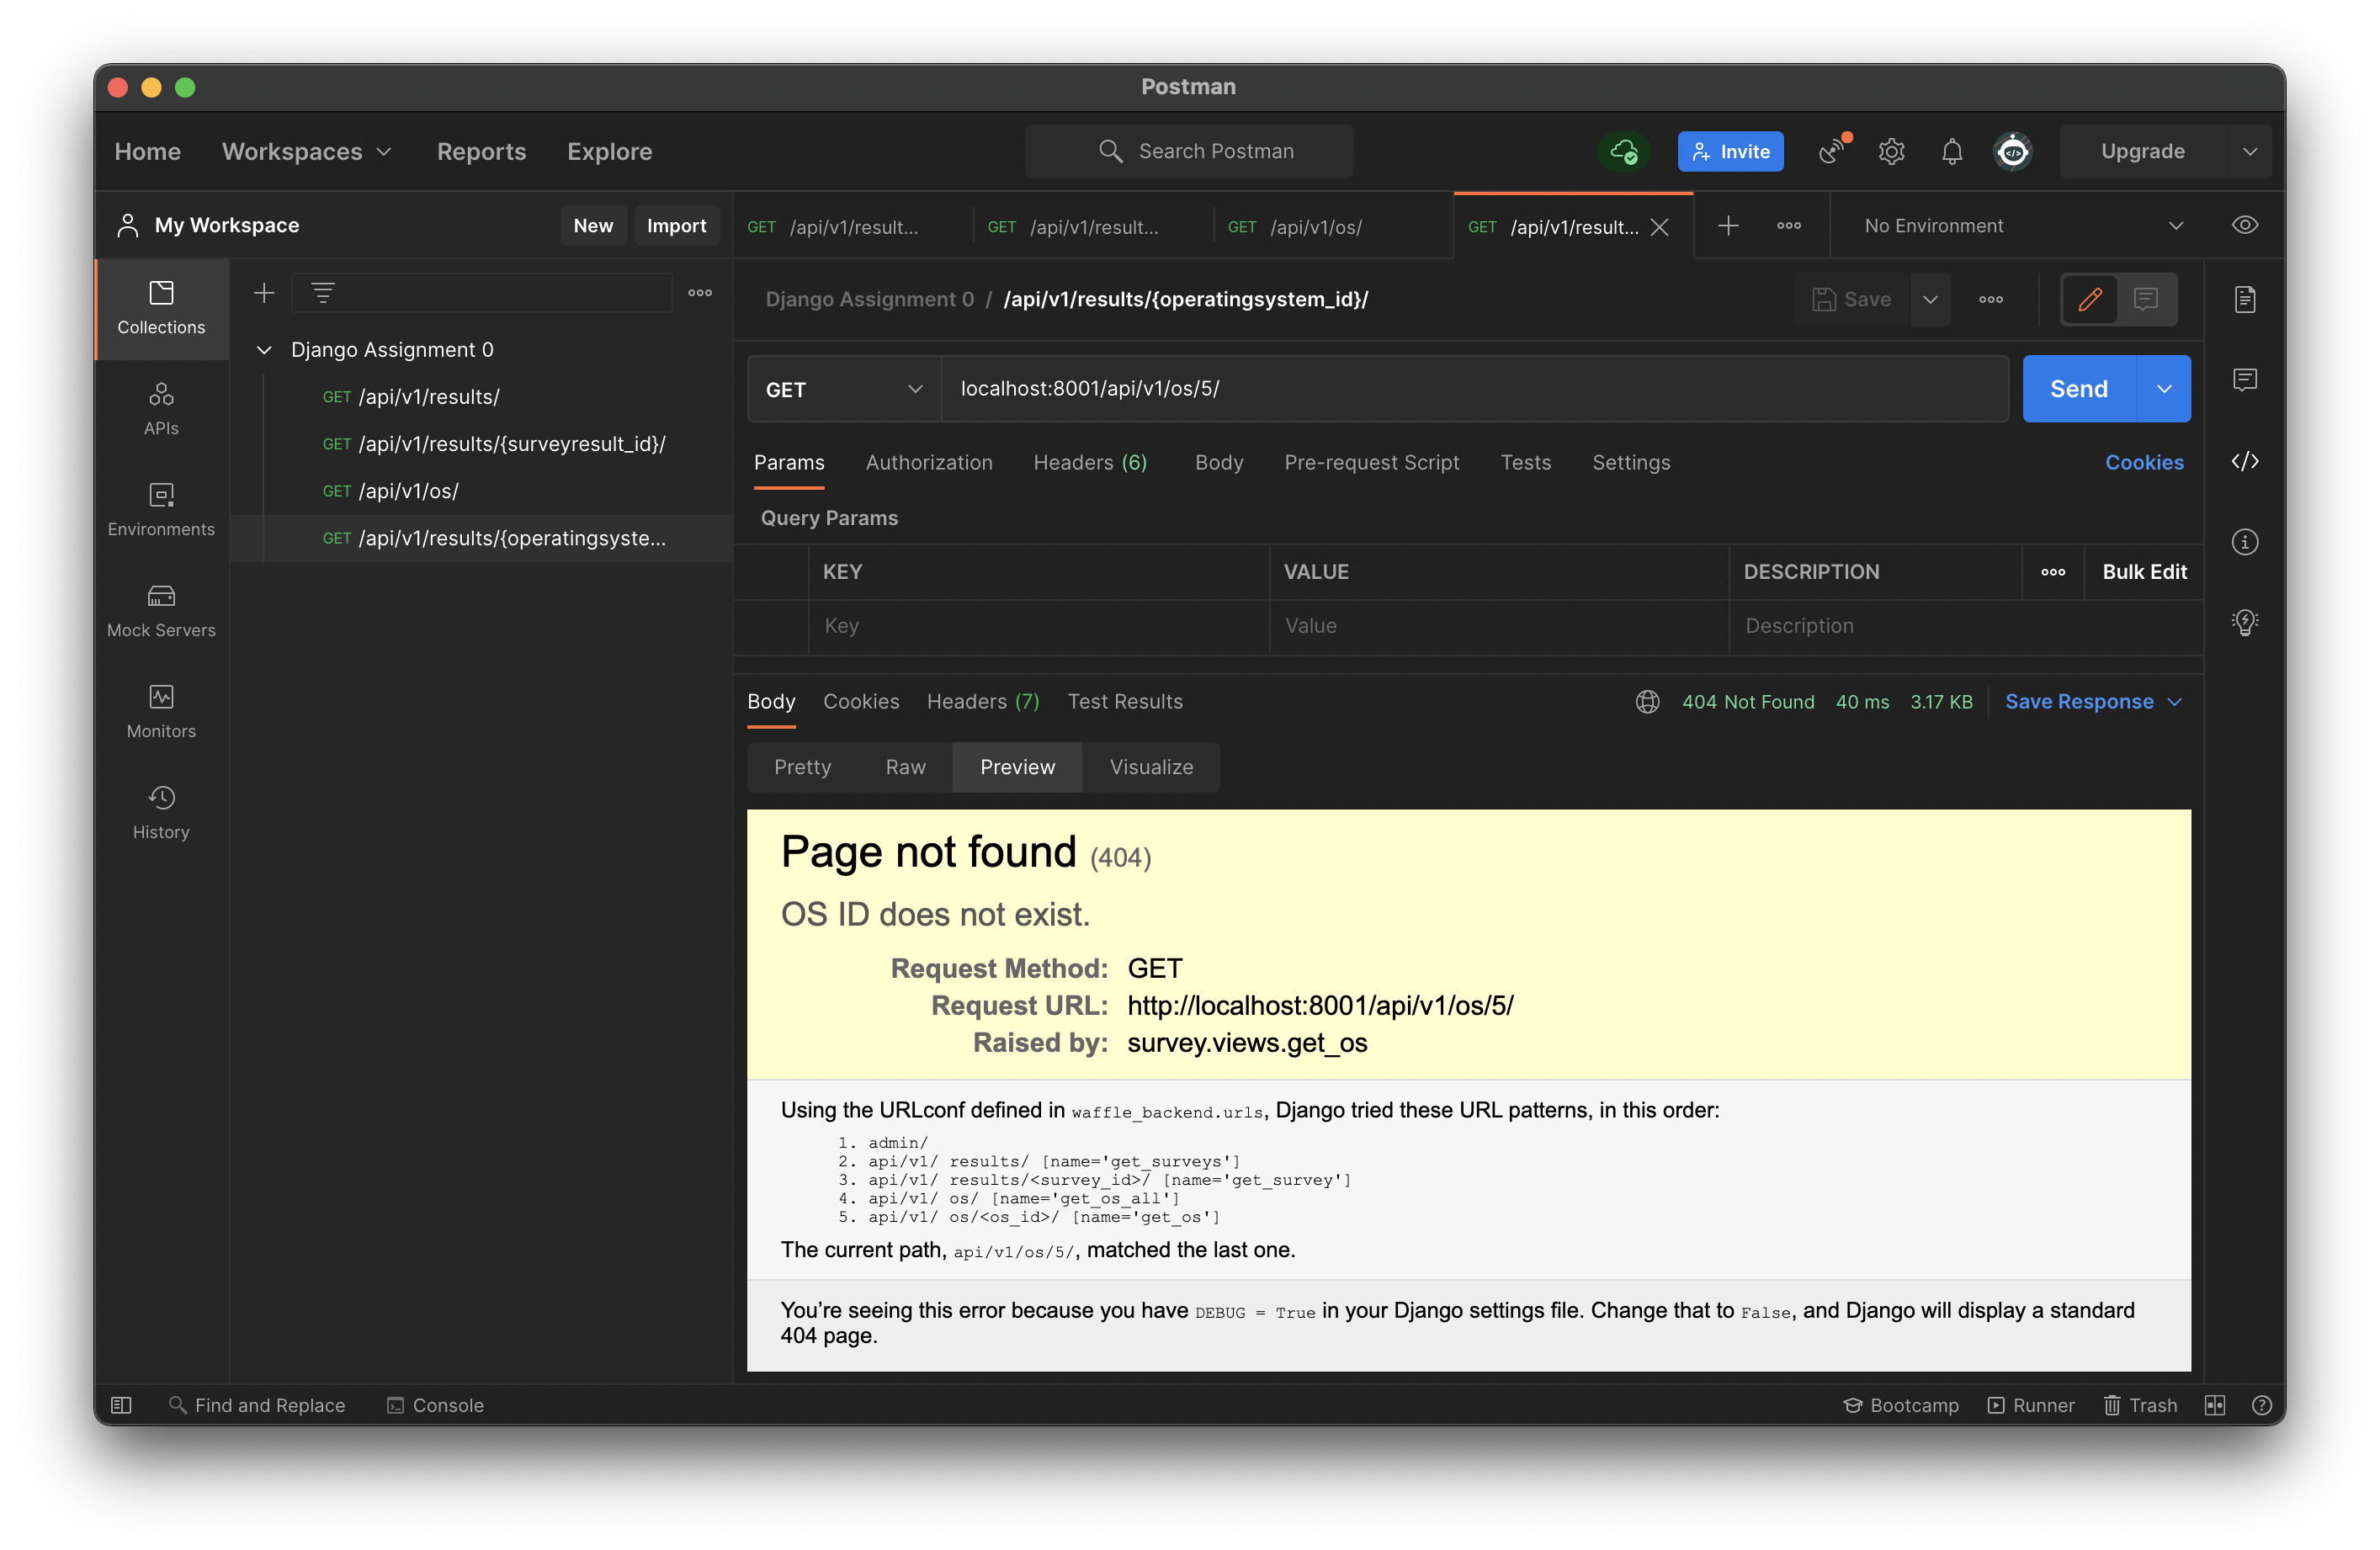 Postman
Home Workspaces Reports Explore Search Postman Invite Upgrade
My Workspace New Import
GET /api/v1/result... GET /api/v1/result... GET /api/v1/os/ GET /api/v1/result... No Environment
Collections
APIs
Environments
Mock Servers
Monitors
History
Django Assignment 0
GET /api/v1/results/
GET /api/v1/results/{surveyresult_id}/
GET /api/v1/os/
GET /api/v1/results/{operatingsyste...
Django Assignment 0 / /api/v1/results/{operatingsystem_id}/ Save
GET localhost:8001/api/v1/os/5/ Send
Params Authorization Headers (6) Body Pre-request Script Tests Settings Cookies
Query Params
KEY VALUE DESCRIPTION Bulk Edit
Key Value Description
Body Cookies Headers (7) Test Results 404 Not Found 40 ms 3.17 KB Save Response
Pretty Raw Preview Visualize
Page not found (404)
OS ID does not exist.
Request Method: GET
Request URL: http://localhost:8001/api/v1/os/5/
Raised by: survey.views.get_os
Using the URLconf defined in waffle_backend.urls, Django tried these URL patterns, in this order:
1. admin/
2. api/v1/ results/ [name='get_surveys']
3. api/v1/ results/<survey_id>/ [name='get_survey']
4. api/v1/ os/ [name='get_os_all']
5. api/v1/ os/<os_id>/ [name='get_os']
The current path, api/v1/os/5/, matched the last one.
You’re seeing this error because you have DEBUG = True in your Django settings file. Change that to False, and Django will display a standard
404 page.
Find and Replace Console Bootcamp Runner Trash